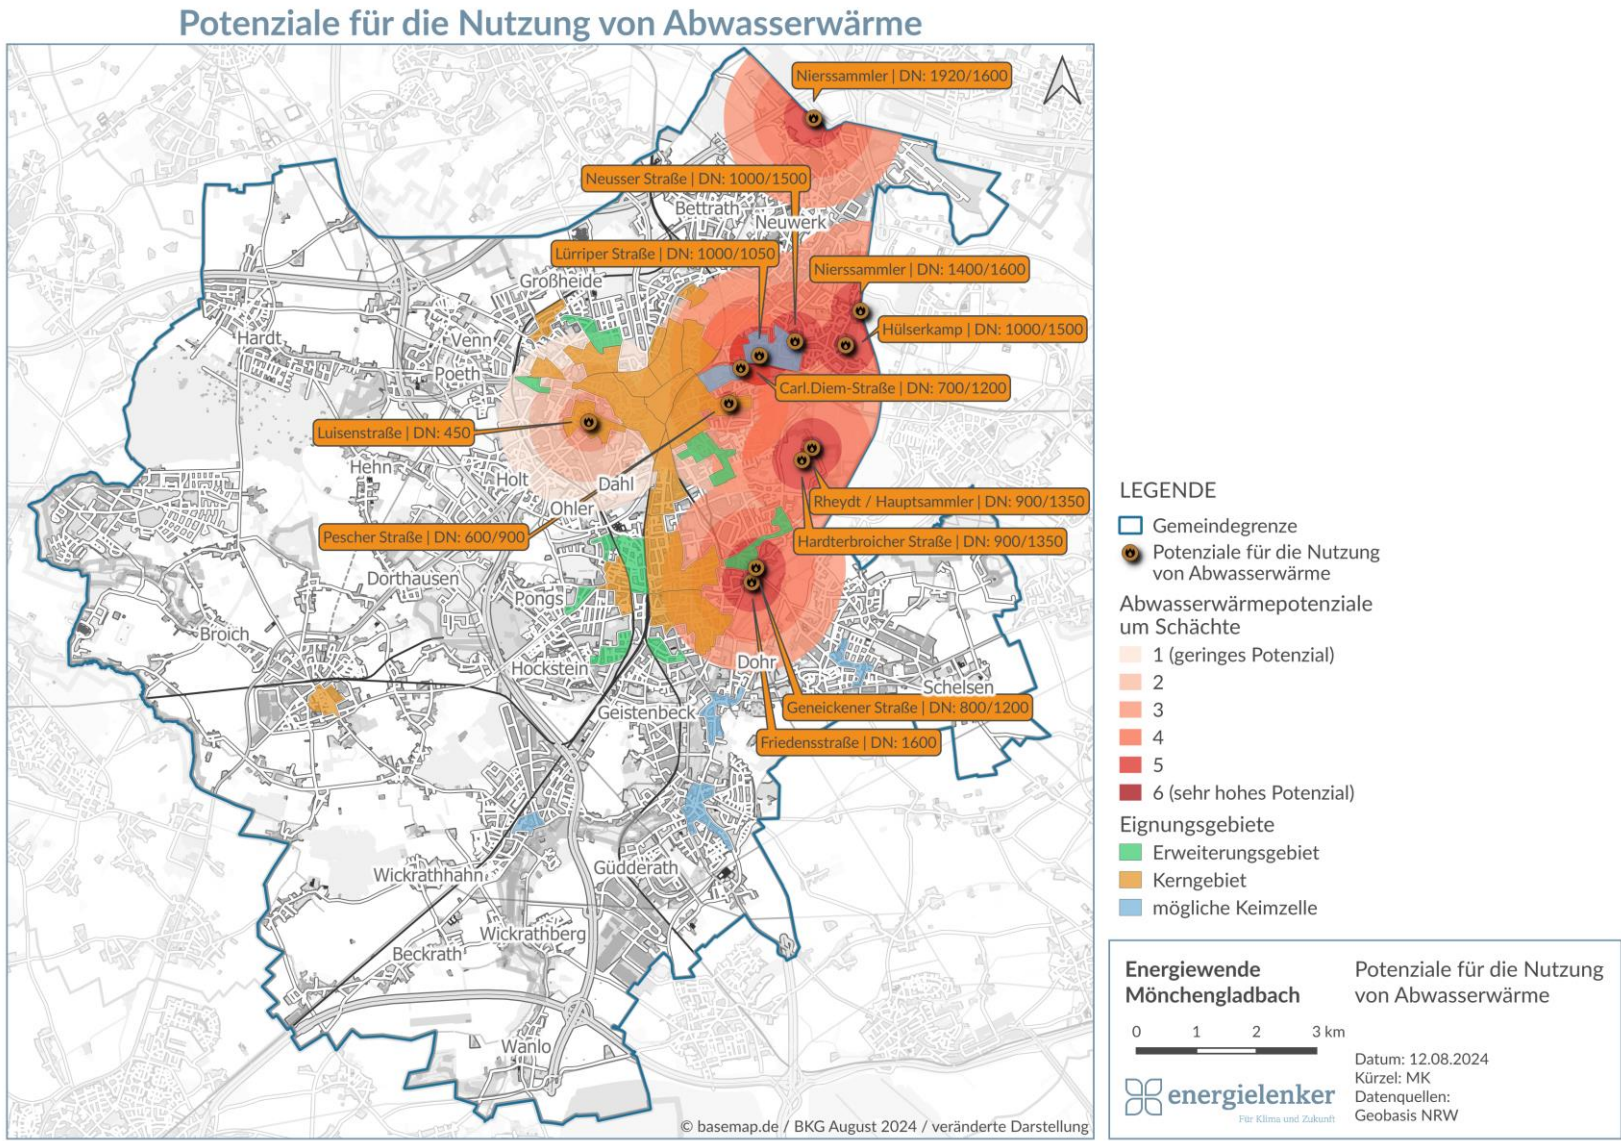 Potenziale für die Nutzung von Abwasserwärme
Nierssammler | DN: 1920/1600
Neusser Straße | DN: 1000/1500
Bettrath
Neuwerk
Lürriper Straße | DN: 1000/1050
Nierssammler | DN: 1400/1600
Großheide
Hülserkamp | DN: 1000/1500
Hardt
Venn
Poeth
Carl.Diem-Straße | DN: 700/1200
Luisenstraße | DN: 450
Hehn
Holt
Dahl
Ohler
Rheydt / Hauptsammler | DN: 900/1350
Pescher Straße | DN: 600/900
Hardterbroicher Straße | DN: 900/1350
Dorthausen
Pongs
Broich
Hockstein
Dohr
Schelsen
Geistenbeck
Geneickener Straße | DN: 800/1200
Friedensstraße | DN: 1600
Wickrathhahn
Güdderath
Wickrathberg
Beckrath
Wanlo
© basemap.de / BKG August 2024 / veränderte Darstellung
LEGENDE
Gemeindegrenze
Potenziale für die Nutzung
von Abwasserwärme
Abwasserwärmepotenziale
um Schächte
1 (geringes Potenzial)
2
3
4
5
6 (sehr hohes Potenzial)
Eignungsgebiete
Erweiterungsgebiet
Kerngebiet
mögliche Keimzelle
Energiewende
Mönchengladbach
Potenziale für die Nutzung
von Abwasserwärme
0 1 2 3 km
Datum: 12.08.2024
Kürzel: MK
Datenquellen:
Geobasis NRW
energielenker
Für Klima und Zukunft